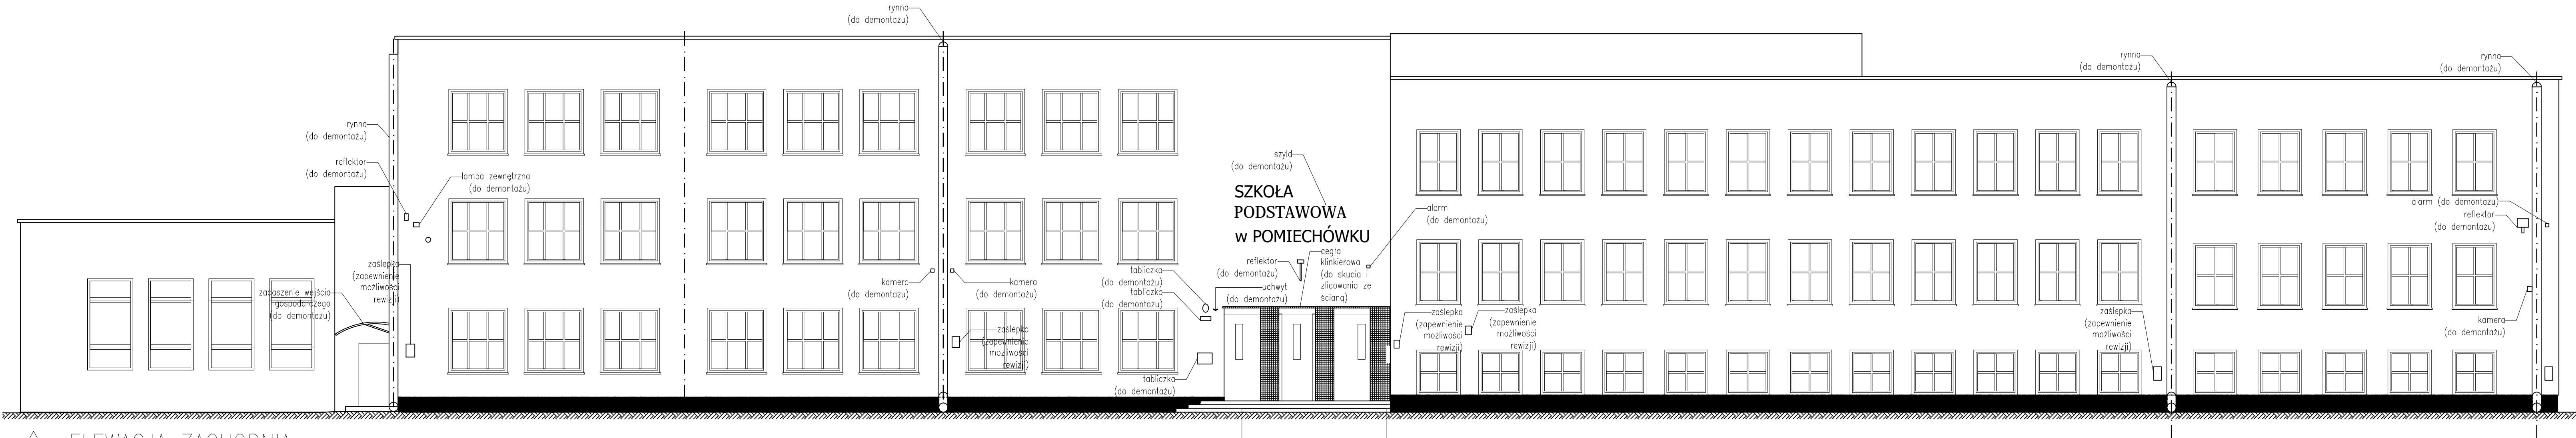 rynna
(do demontażu)
rynna
(do demontażu)
rynna
(do demontażu)
rynna
(do demontażu)
reflektor
(do demontażu)
lampa zewnętrzna
(do demontażu)
szyld
(do demontażu)
SZKOŁA
PODSTAWOWA
w POMIECHÓWKU
alarm
(do demontażu)
alarm (do demontażu)
reflektor
(do demontażu)
zaślepka
(zapewnienie
możliwości
rewizji)
zadaszenie wejścia
gospodarczego
(do demontażu)
kamera
(do demontażu)
kamera
(do demontażu)
tabliczka
(do demontażu)
tabliczka
(do demontażu)
reflektor
(do demontażu)
uchwyt
(do demontażu)
cegła
klinkierowa
(do skucia i
zlicowania ze
ścianą)
zaślepka
(zapewnienie
możliwości
rewizji)
tabliczka
(do demontażu)
zaślepka
(zapewnienie
możliwości
rewizji)
zaślepka
(zapewnienie
możliwości
rewizji)
zaślepka
(zapewnienie
możliwości
rewizji)
kamera
(do demontażu)
ELEWACJA ZACHODNIA